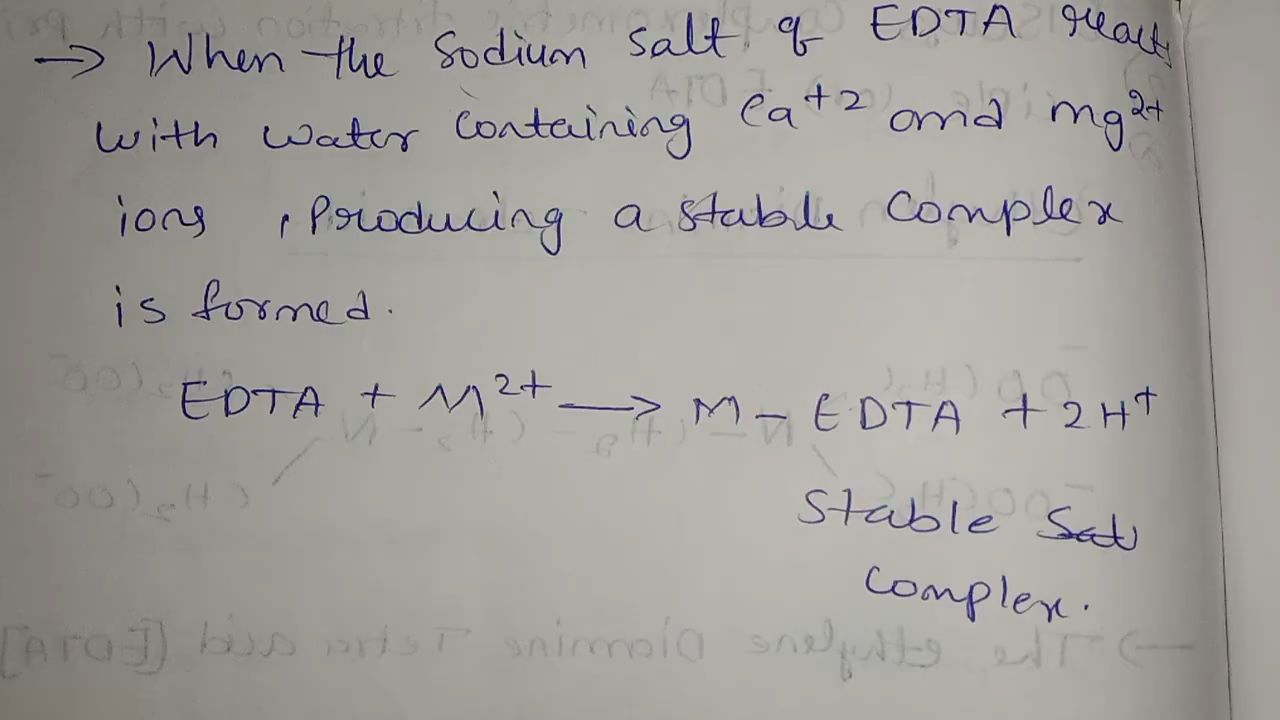 → When the Sodium Salt of EDTA reacts
with water containing Ca+2 and Mg2+
ions, Producing a stable Complex
is formed.
EDTA + M2+ → M - EDTA + 2H+
Stable
Complex.